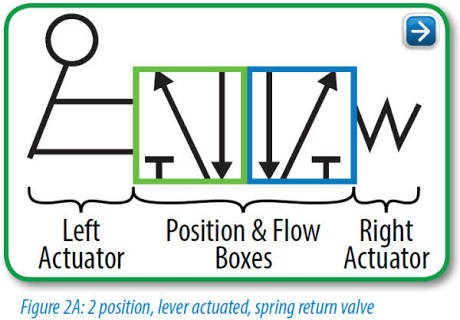 Left
Actuator
Position & Flow
Boxes
Right
Actuator
Figure 2A: 2 position, lever actuated, spring return valve